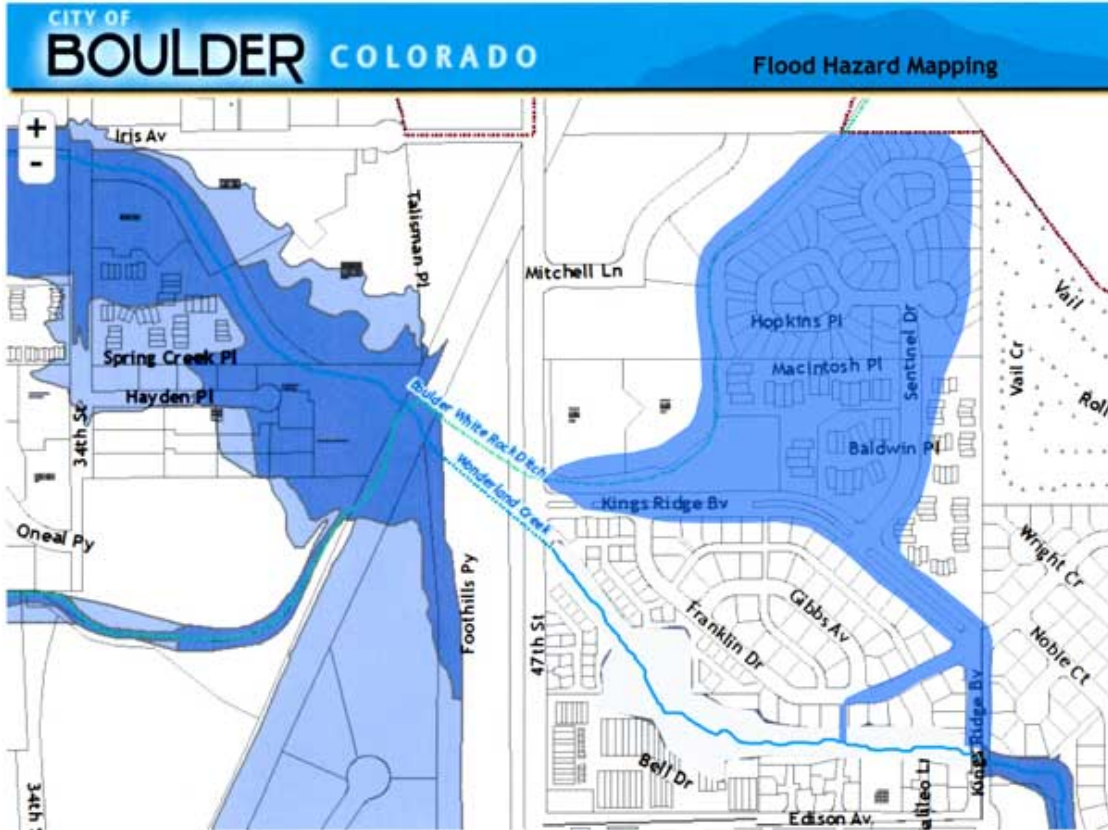 CITY OF
BOULDER COLORADO
Flood Hazard Mapping
+
-
Iris Av
Talisman Pl
Mitchell Ln
Vail
Hopkins Pl
Sentinel Dr
Vail Cr
Spring Creek Pl
MacIntosh Pl
Hayden Pl
Roll
34th St
Boulder White Rock Ditch
Baldwin Pl
Wonderland Creek
Kings Ridge Bv
Oneal Py
Wright Cr
Foothills Py
Gibbs Av
Franklin Dr
47th St
Noble Ct
Kings Ridge Bv
Bell Dr
34th S
Edison Av